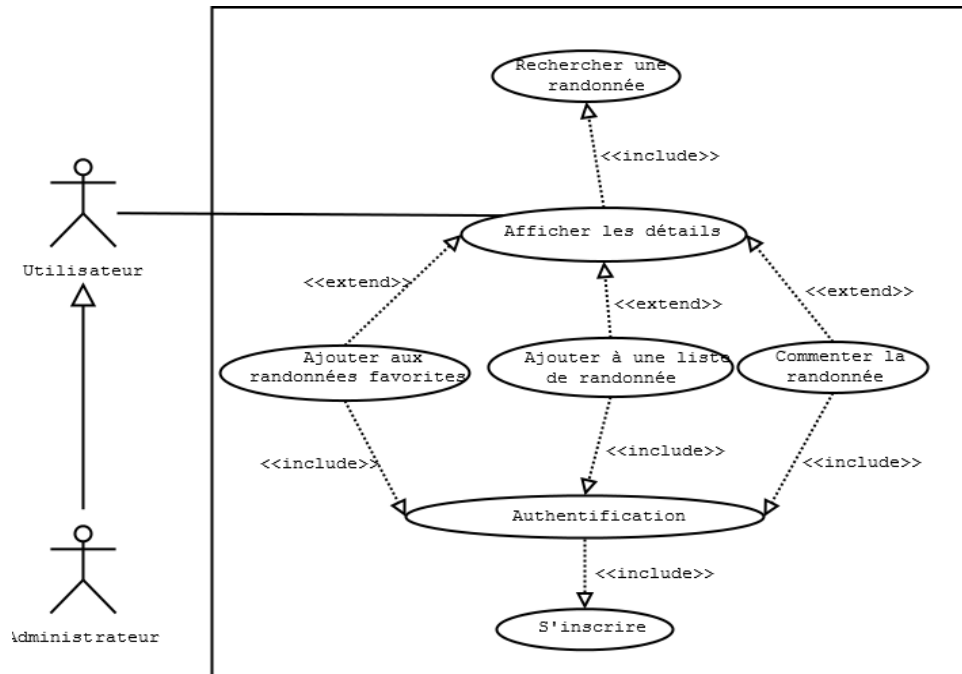 Rechercher une
randonnée
<<include>>
Afficher les détails
Utilisateur
<<extend>>
<<extend>>
<<extend>>
Ajouter aux
randonnées favorites
Ajouter à une liste
de randonnée
Commenter la
randonnée
<<include>>
<<include>>
<<include>>
Authentification
<<include>>
S'inscrire
Administrateur